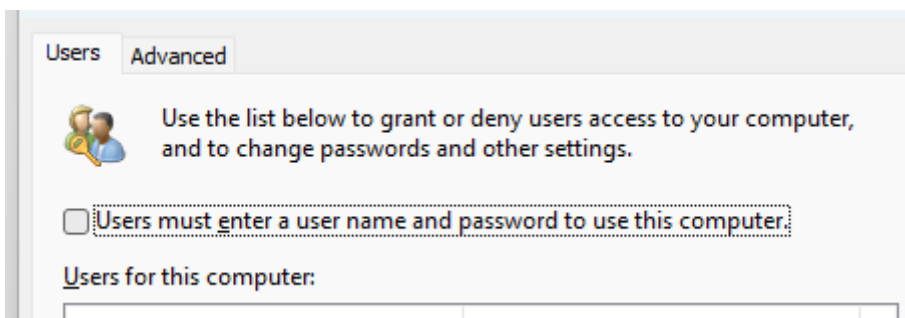 Users Advanced
Use the list below to grant or deny users access to your computer,
and to change passwords and other settings.
Users must enter a user name and password to use this computer.
Users for this computer: